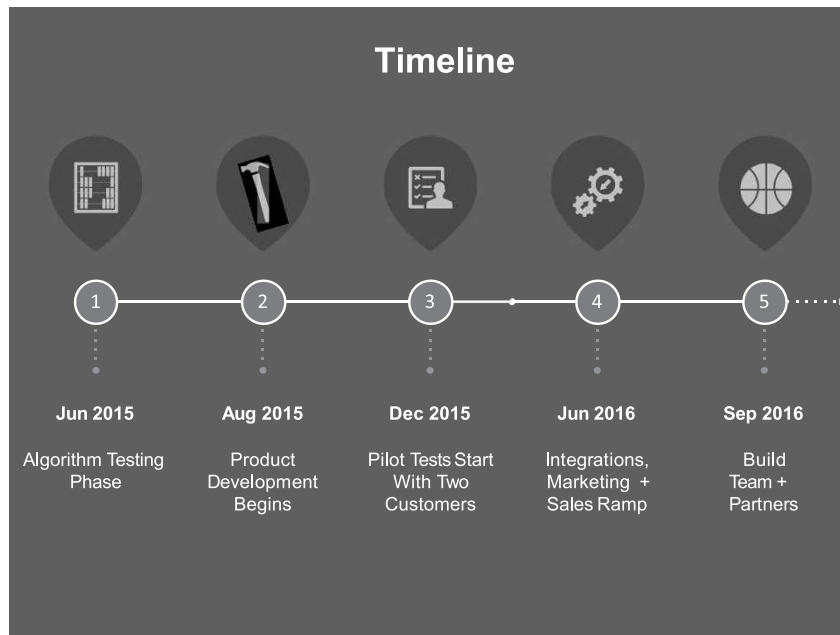 Timeline
1
2
3
4
5
Jun 2015
Aug 2015
Dec 2015
Jun 2016
Sep 2016
Algorithm Testing
Phase
Product
Development
Begins
Pilot Tests Start
With Two
Customers
Integrations,
Marketing +
Sales Ramp
Build
Team +
Partners